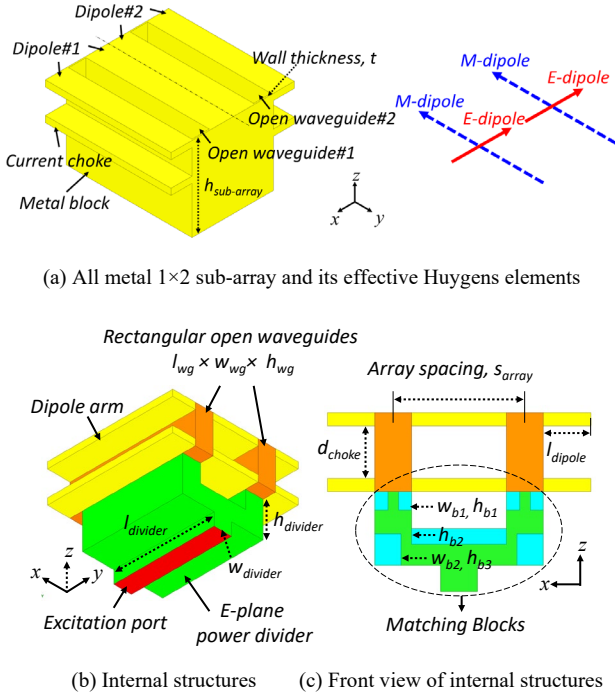 Dipole#2
Dipole#1
Wall thickness, t
Open waveguide#2
Open waveguide#1
Current choke
Metal block
h_sub-array
z
x
y
M-dipole
E-dipole
M-dipole
E-dipole
(a) All metal 1×2 sub-array and its effective Huygens elements
Rectangular open waveguides
l_wg × w_wg × h_wg
Dipole arm
l_divider
h_divider
w_divider
z
x
y
Excitation port
E-plane
power divider
(b) Internal structures
Array spacing, s_array
d_choke
l_dipole
w_b1, h_b1
h_b2
w_b2, h_b3
z
x
Matching Blocks
(c) Front view of internal structures